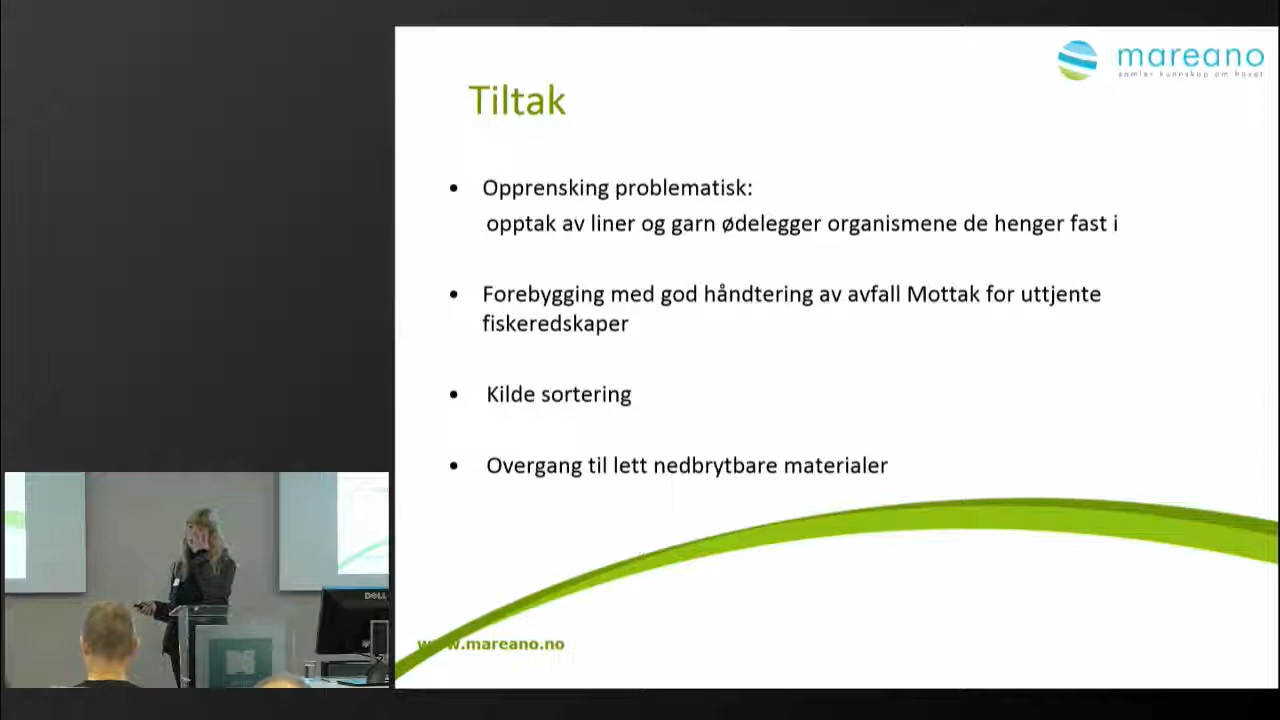 mareano
samler kunnskap om havet
Tiltak
• Opprensking problematisk:
opptak av liner og garn ødelegger organismene de henger fast i
• Forebygging med god håndtering av avfall Mottak for uttjente
fiskeredskaper
• Kilde sortering
• Overgang til lett nedbrytbare materialer
www.mareano.no
DELL